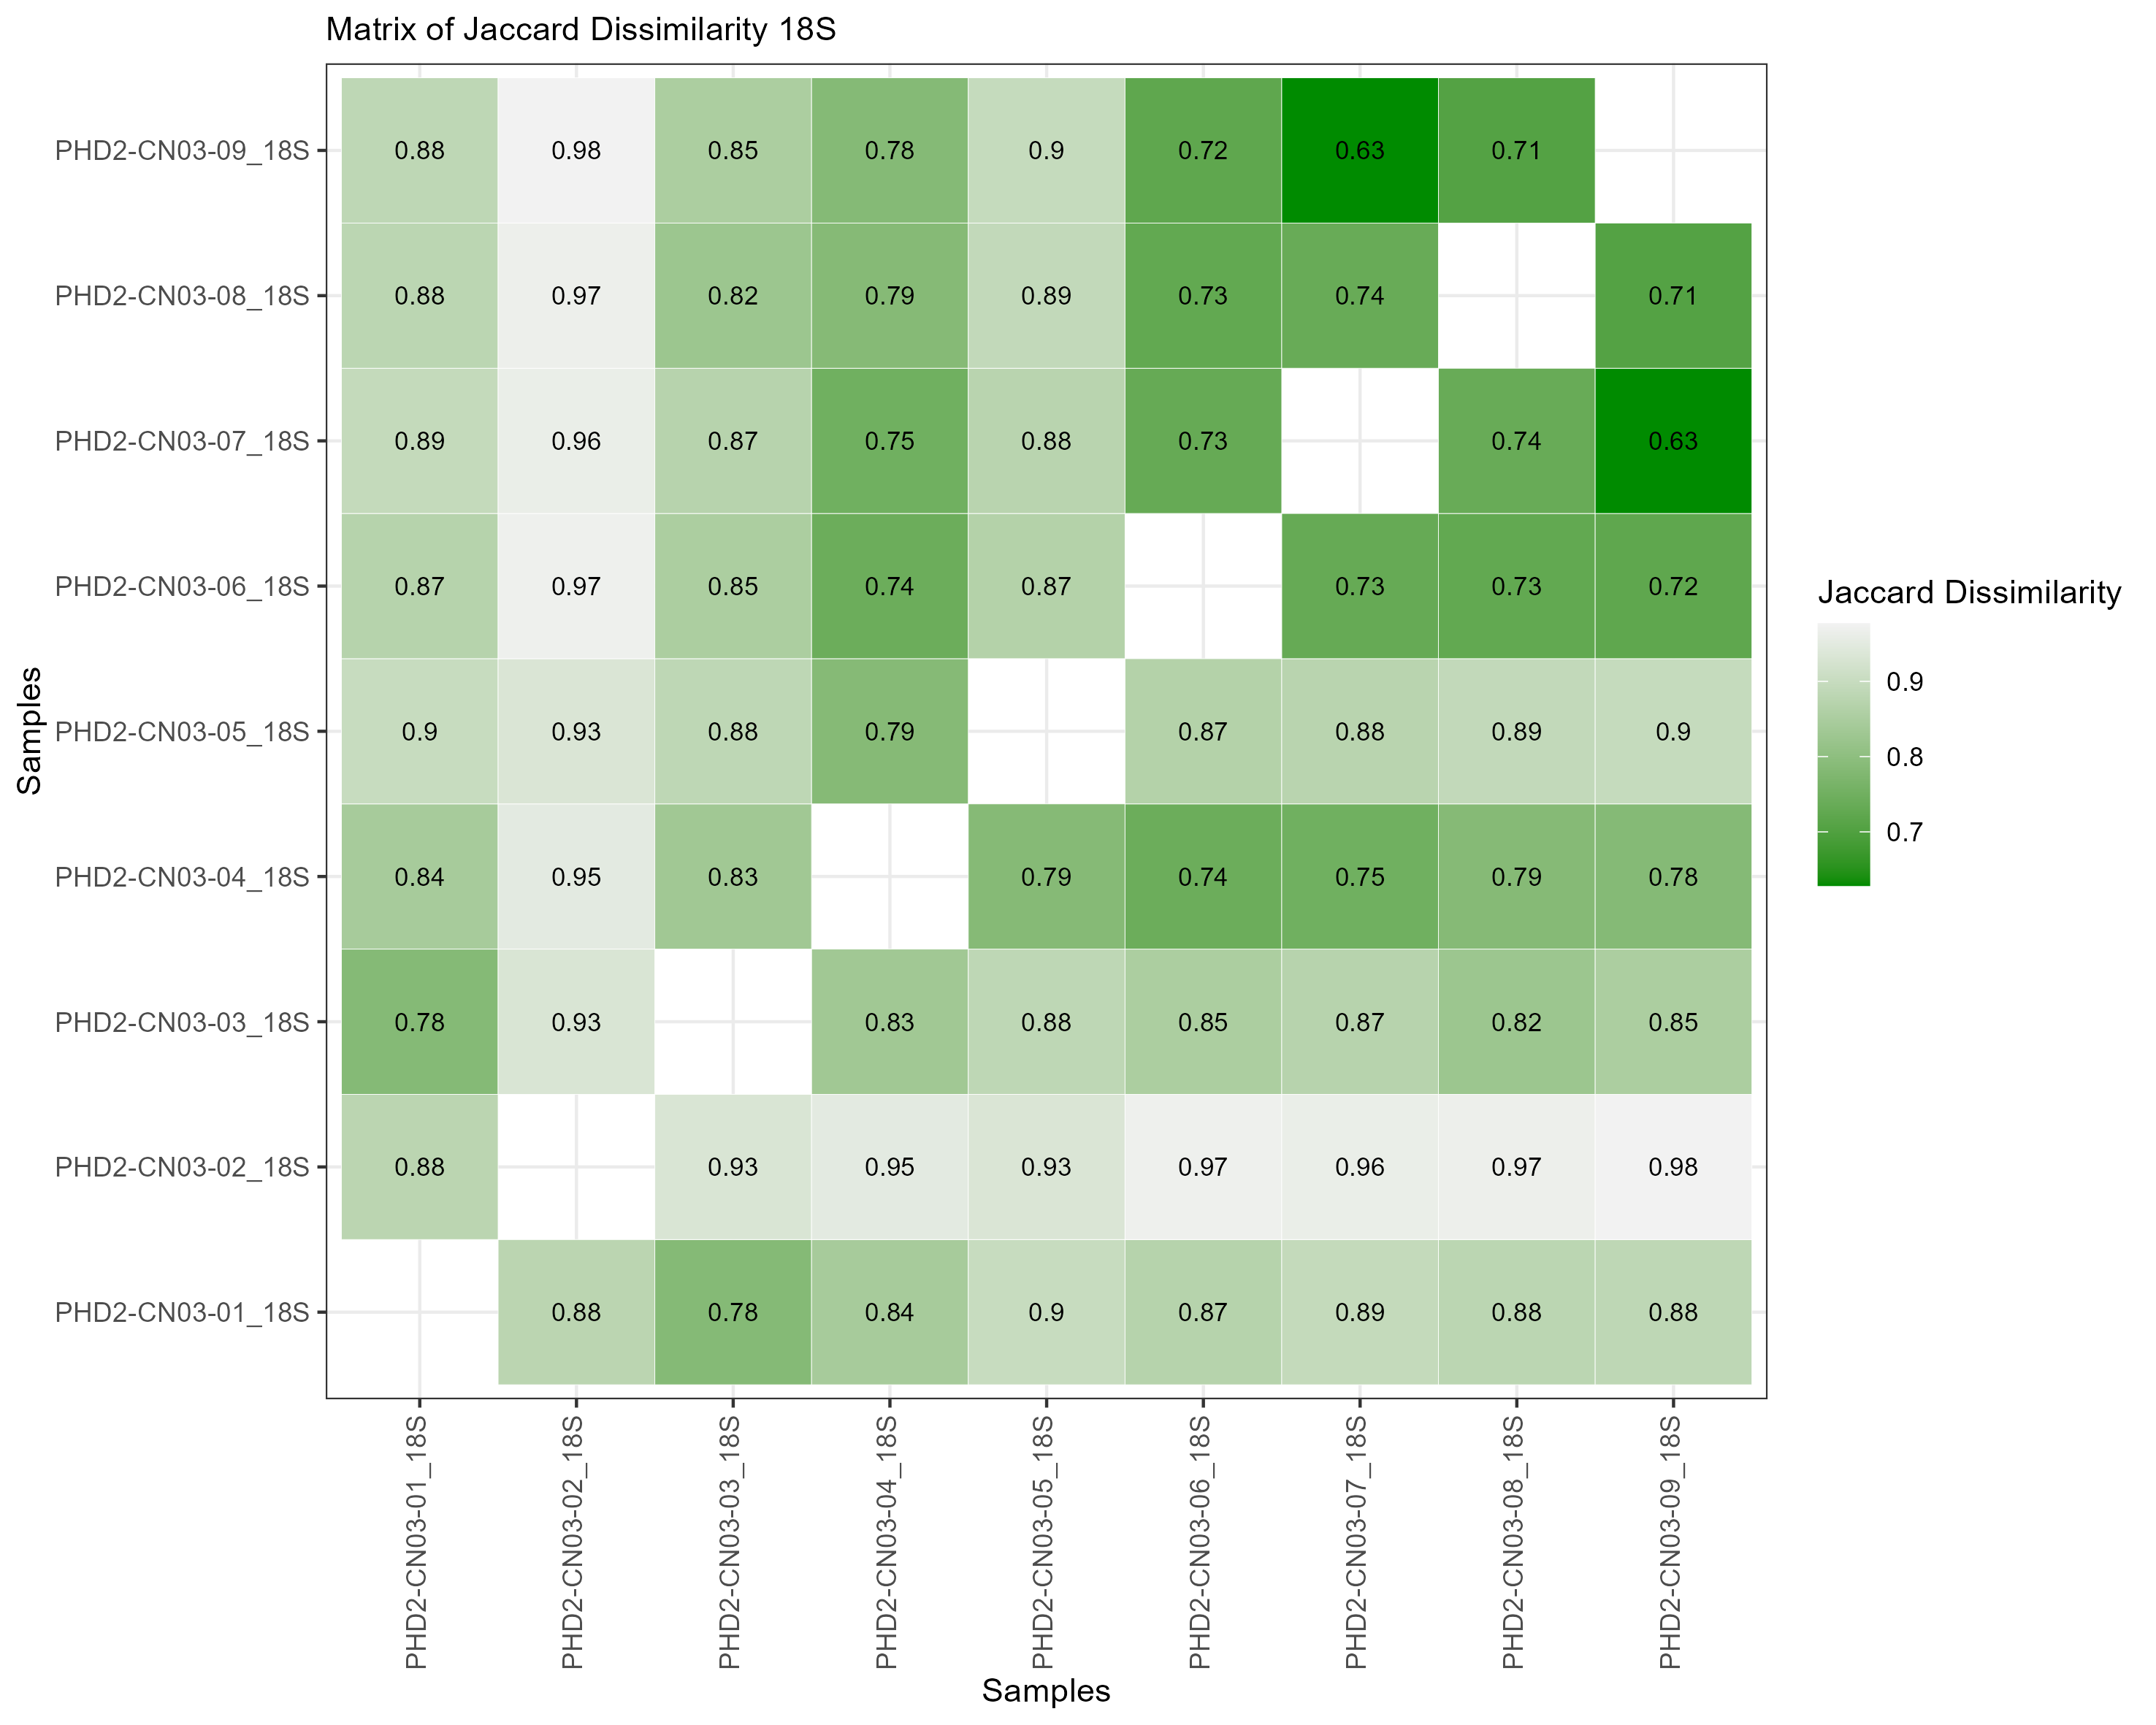 Matrix of Jaccard Dissimilarity 18S
PHD2-CN03-09_18S 0.88 0.98 0.85 0.78 0.9 0.72 0.63 0.71
PHD2-CN03-08_18S 0.88 0.97 0.82 0.79 0.89 0.73 0.74 0.71
PHD2-CN03-07_18S 0.89 0.96 0.87 0.75 0.88 0.73 0.74 0.63
PHD2-CN03-06_18S 0.87 0.97 0.85 0.74 0.87 0.73 0.73 0.72
PHD2-CN03-05_18S 0.9 0.93 0.88 0.79 0.87 0.88 0.89 0.9
PHD2-CN03-04_18S 0.84 0.95 0.83 0.79 0.74 0.75 0.79 0.78
PHD2-CN03-03_18S 0.78 0.93 0.83 0.88 0.85 0.87 0.82 0.85
PHD2-CN03-02_18S 0.88 0.93 0.95 0.93 0.97 0.96 0.97 0.98
PHD2-CN03-01_18S 0.88 0.78 0.84 0.9 0.87 0.89 0.88 0.88
Samples
PHD2-CN03-01_18S
PHD2-CN03-02_18S
PHD2-CN03-03_18S
PHD2-CN03-04_18S
PHD2-CN03-05_18S
PHD2-CN03-06_18S
PHD2-CN03-07_18S
PHD2-CN03-08_18S
PHD2-CN03-09_18S
Samples
Jaccard Dissimilarity
0.9
0.8
0.7